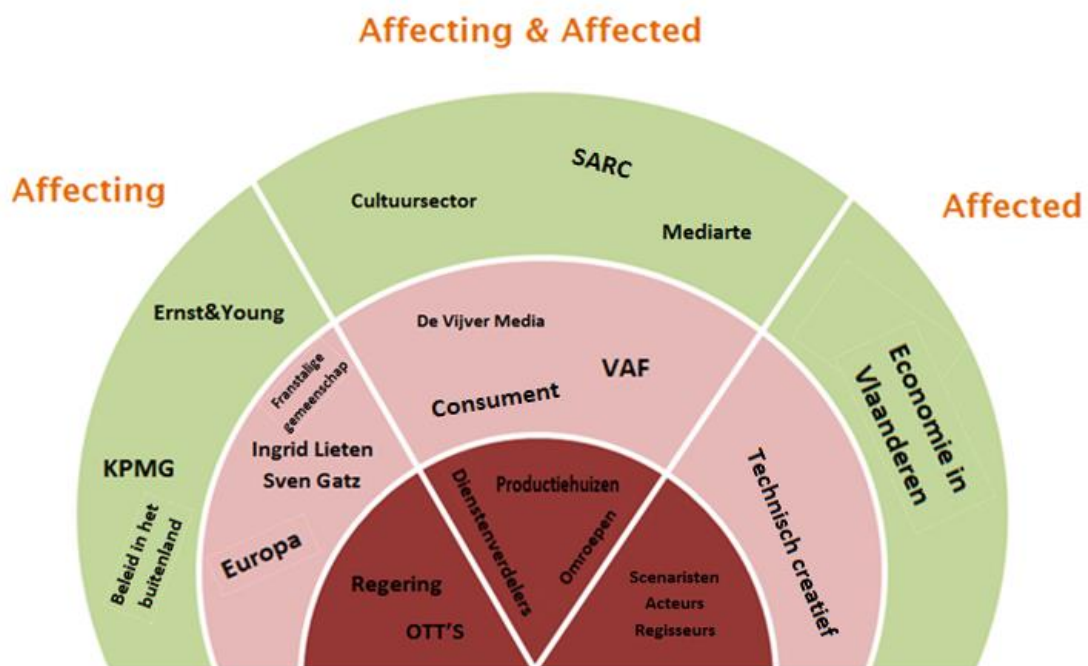 Affecting & Affected
Affecting
Affected
SARC
Cultuursector
Mediarte
Ernst&Young
KPMG
Beleid in het
buitenland
Franstalige
gemeenschap
Ingrid Lieten
Sven Gatz
Europa
De Vijver Media
VAF
Consument
Economie in
Vlaanderen
Technisch creatief
Regering
OTT'S
Dienstenverdelers
Productiehuizen
Omroepen
Scenaristen
Acteurs
Regisseurs